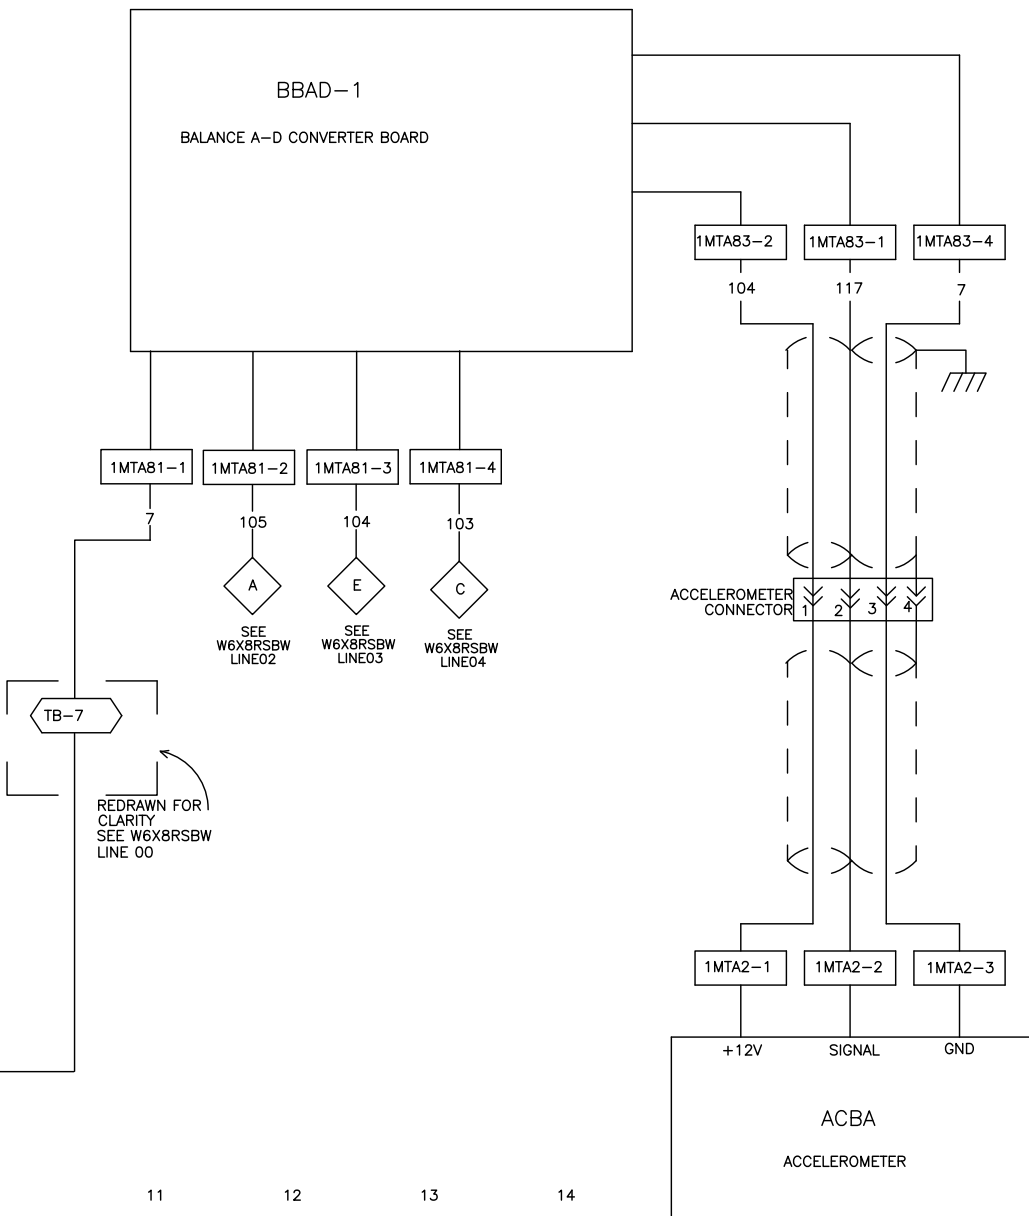 BBAD-1
BALANCE A-D CONVERTER BOARD
1MTA83-2
1MTA83-1
1MTA83-4
104
117
7
1MTA81-1
1MTA81-2
1MTA81-3
1MTA81-4
7
105
104
103
A
E
C
SEE
W6X8RSBW
LINE02
SEE
W6X8RSBW
LINE03
SEE
W6X8RSBW
LINE04
ACCELEROMETER
CONNECTOR
1
2
3
4
TB-7
REDRAWN FOR
CLARITY
SEE W6X8RSBW
LINE 00
1MTA2-1
1MTA2-2
1MTA2-3
+12V
SIGNAL
GND
ACBA
ACCELEROMETER
11
12
13
14